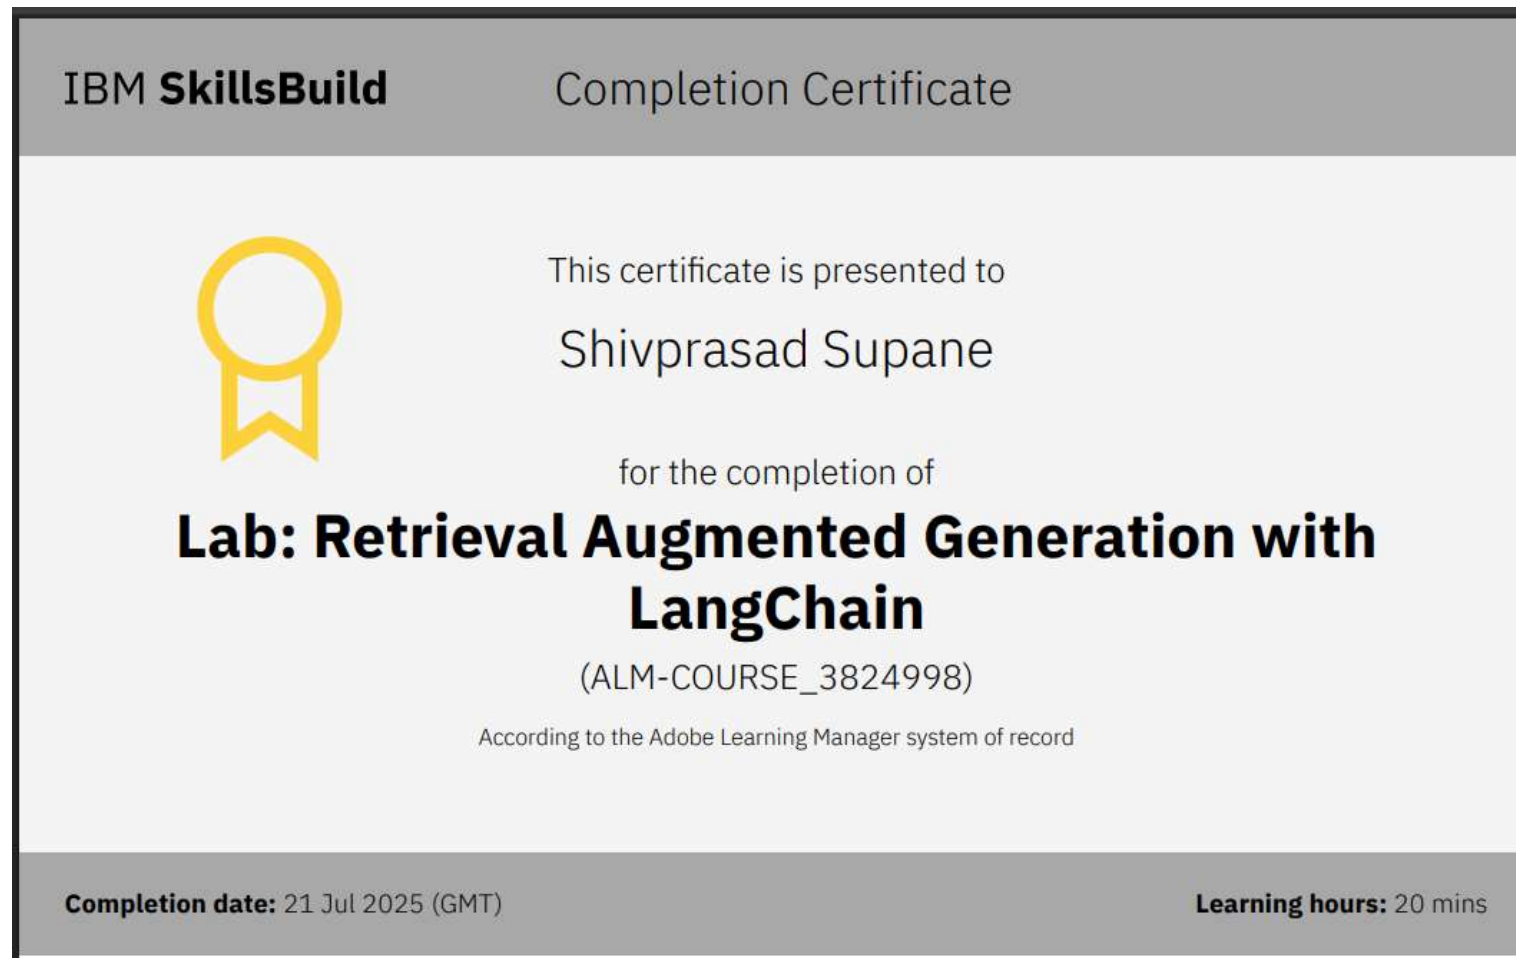 IBM SkillsBuild
Completion Certificate
This certificate is presented to
Shivprasad Supane
for the completion of
Lab: Retrieval Augmented Generation with
LangChain
(ALM-COURSE_3824998)
According to the Adobe Learning Manager system of record
Completion date: 21 Jul 2025 (GMT)
Learning hours: 20 mins